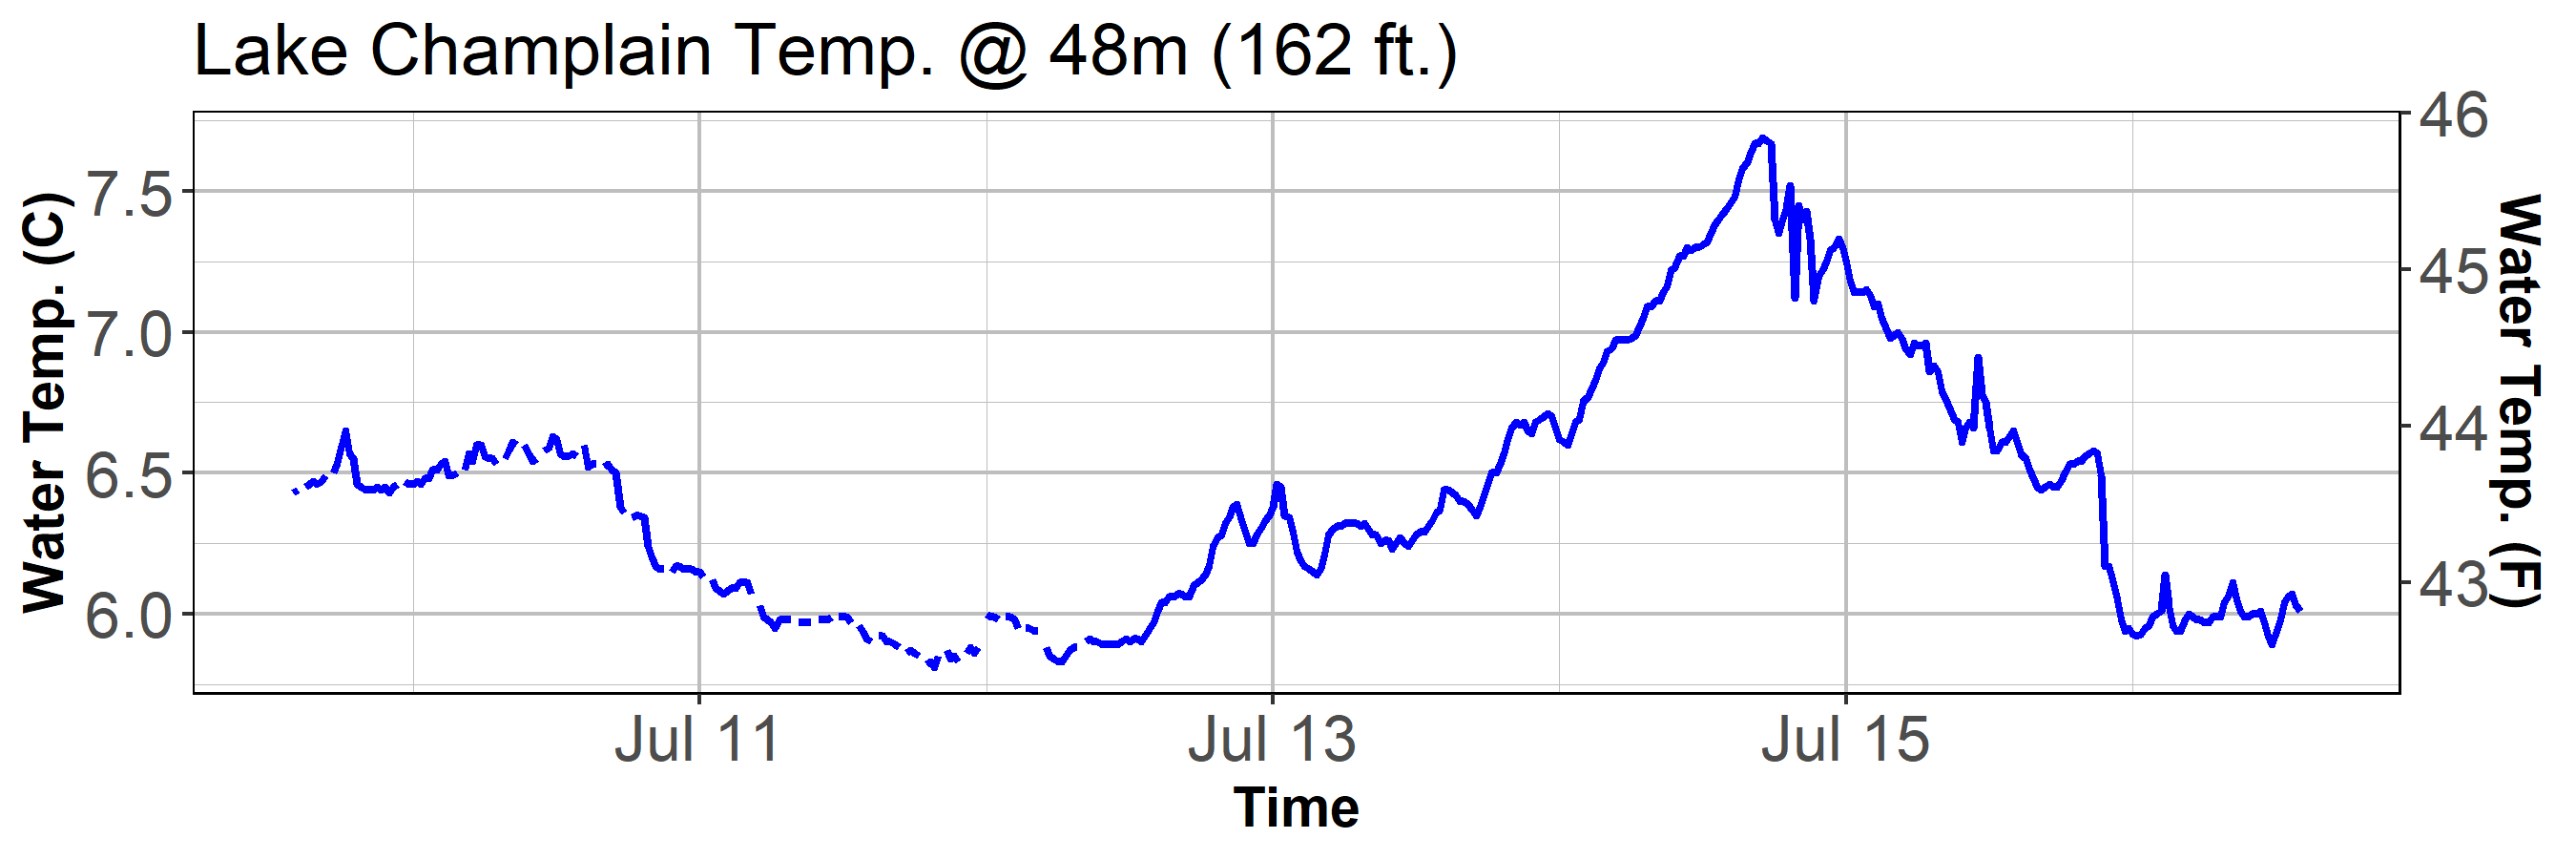 Lake Champlain Temp. @ 48m (162 ft.)
Water Temp. (C)
7.5
7.0
6.5
6.0
46
45
44
43
Water Temp. (F)
Jul 11
Jul 13
Jul 15
Time